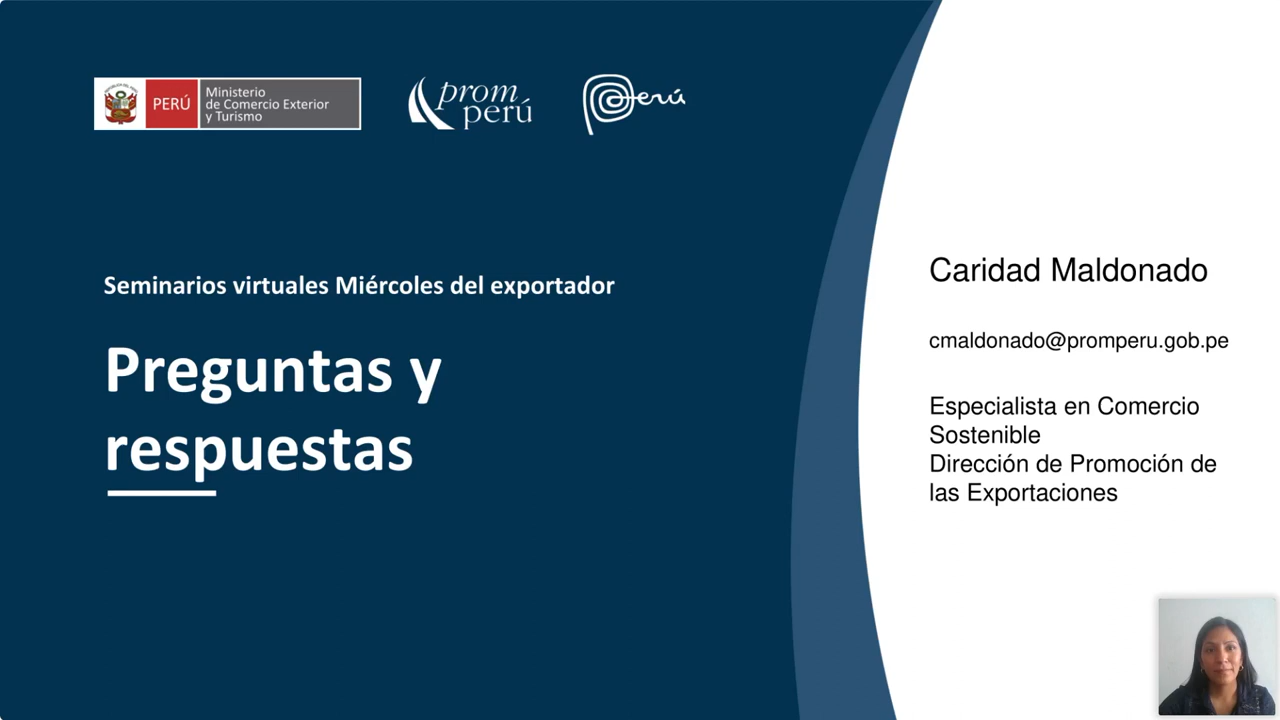 PERÚ
Ministerio
de Comercio Exterior
y Turismo
prom
perú
Perú
Seminarios virtuales Miércoles del exportador
Preguntas y
respuestas
Caridad Maldonado
cmaldonado@promperu.gob.pe
Especialista en Comercio
Sostenible
Dirección de Promoción de
las Exportaciones